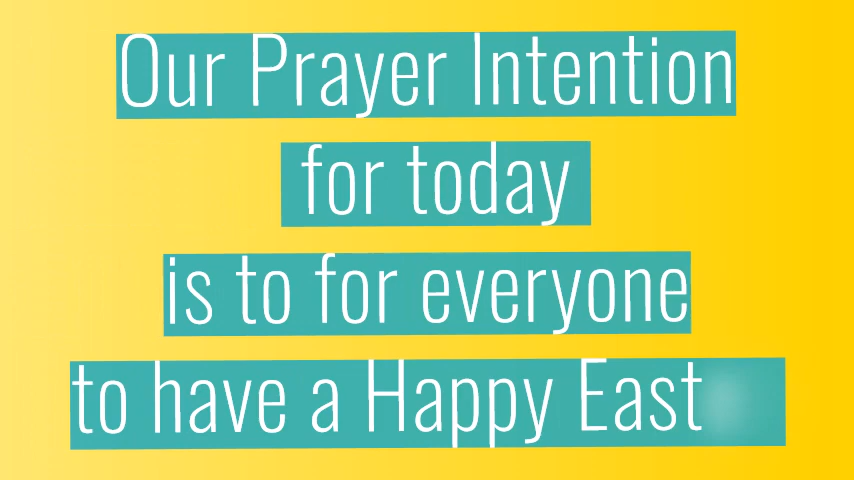 Our Prayer Intention
for today
is to for everyone
to have a Happy East